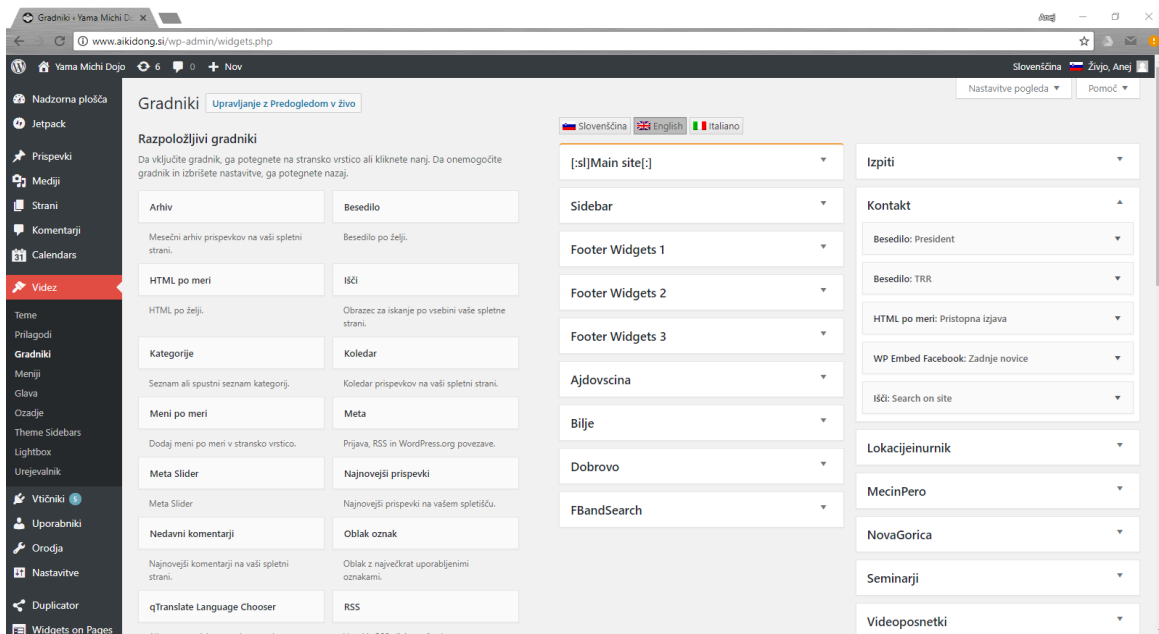 Gradniki ‹ Yama Michi Do
Anej
www.aikidong.si/wp-admin/widgets.php
Yama Michi Dojo 6 0 + Nov
Slovenščina Živjo, Anej
Nastavitve pogleda ▼ Pomoč ▼
Nadzorna plošča
Jetpack
Prispevki
Mediji
Strani
Komentarji
31 Calendars
Videz
Teme
Prilagodi
Gradniki
Meniji
Glava
Ozadje
Theme Sidebars
Lightbox
Urejevalnik
Vtičniki 5
Uporabniki
Orodja
Nastavitve
Duplicator
Widgets on Pages
Gradniki Upravljanje z Predogledom v živo
Razpoložljivi gradniki
Da vključite gradnik, ga potegnete na stransko
vrstico ali kliknete nanj. Da onemogočite
gradnik in izbrišete nastavitve, ga potegnete nazaj.
Arhiv
Mesečni arhiv prispevkov na vaši spletni
strani.
Besedilo
Besedilo po želji.
HTML po meri
HTML po želji.
Išči
Obrazec za iskanje po vsebini vaše spletne
strani.
Kategorije
Seznam ali spustni seznam kategorij.
Koledar
Koledar prispevkov na vaši spletni strani.
Meni po meri
Dodaj meni po meri v stransko vrstico.
Meta
Prijava, RSS in WordPress.org povezave.
Meta Slider
Meta Slider
Najnovejši prispevki
Najnovejši prispevki na vašem spletišču.
Nedavni komentarji
Najnovejši komentarji na vaši spletni
strani.
Oblak oznak
Oblak z največkrat uporabljenimi
oznakami.
qTranslate Language Chooser
RSS
Slovenščina English Italiano
[:sl]Main site[:]
Sidebar
Footer Widgets 1
Footer Widgets 2
Footer Widgets 3
Ajdovscina
Bilje
Dobrovo
FBandSearch
Izpiti
Kontakt
Besedilo: President
Besedilo: TRR
HTML po meri: Pristopna izjava
WP Embed Facebook: Zadnje novice
Išči: Search on site
Lokacijeinurnik
MecinPero
NovaGorica
Seminarji
Videoposnetki